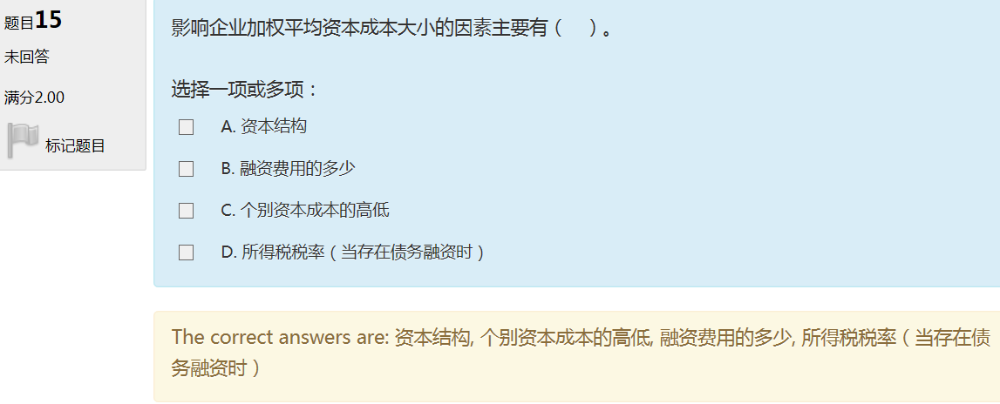 题目15
未回答
满分2.00
标记题目
影响企业加权平均资本成本大小的因素主要有（　）。
选择一项或多项：
A. 资本结构
B. 融资费用的多少
C. 个别资本成本的高低
D. 所得税税率（当存在债务融资时）
The correct answers are: 资本结构, 个别资本成本的高低, 融资费用的多少, 所得税税率（当存在债
务融资时）